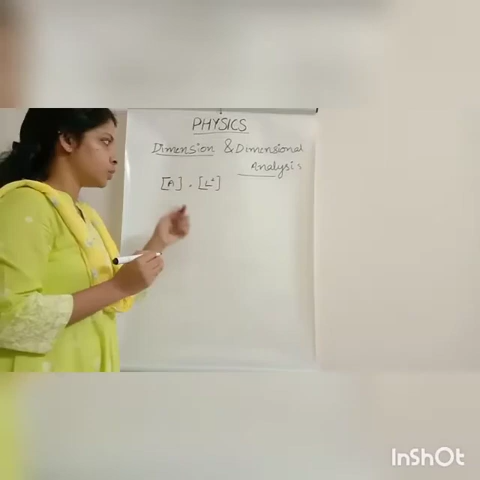 PHYSICS
Dimension & Dimensional
Analysis
[A] . [L²]
InShOt